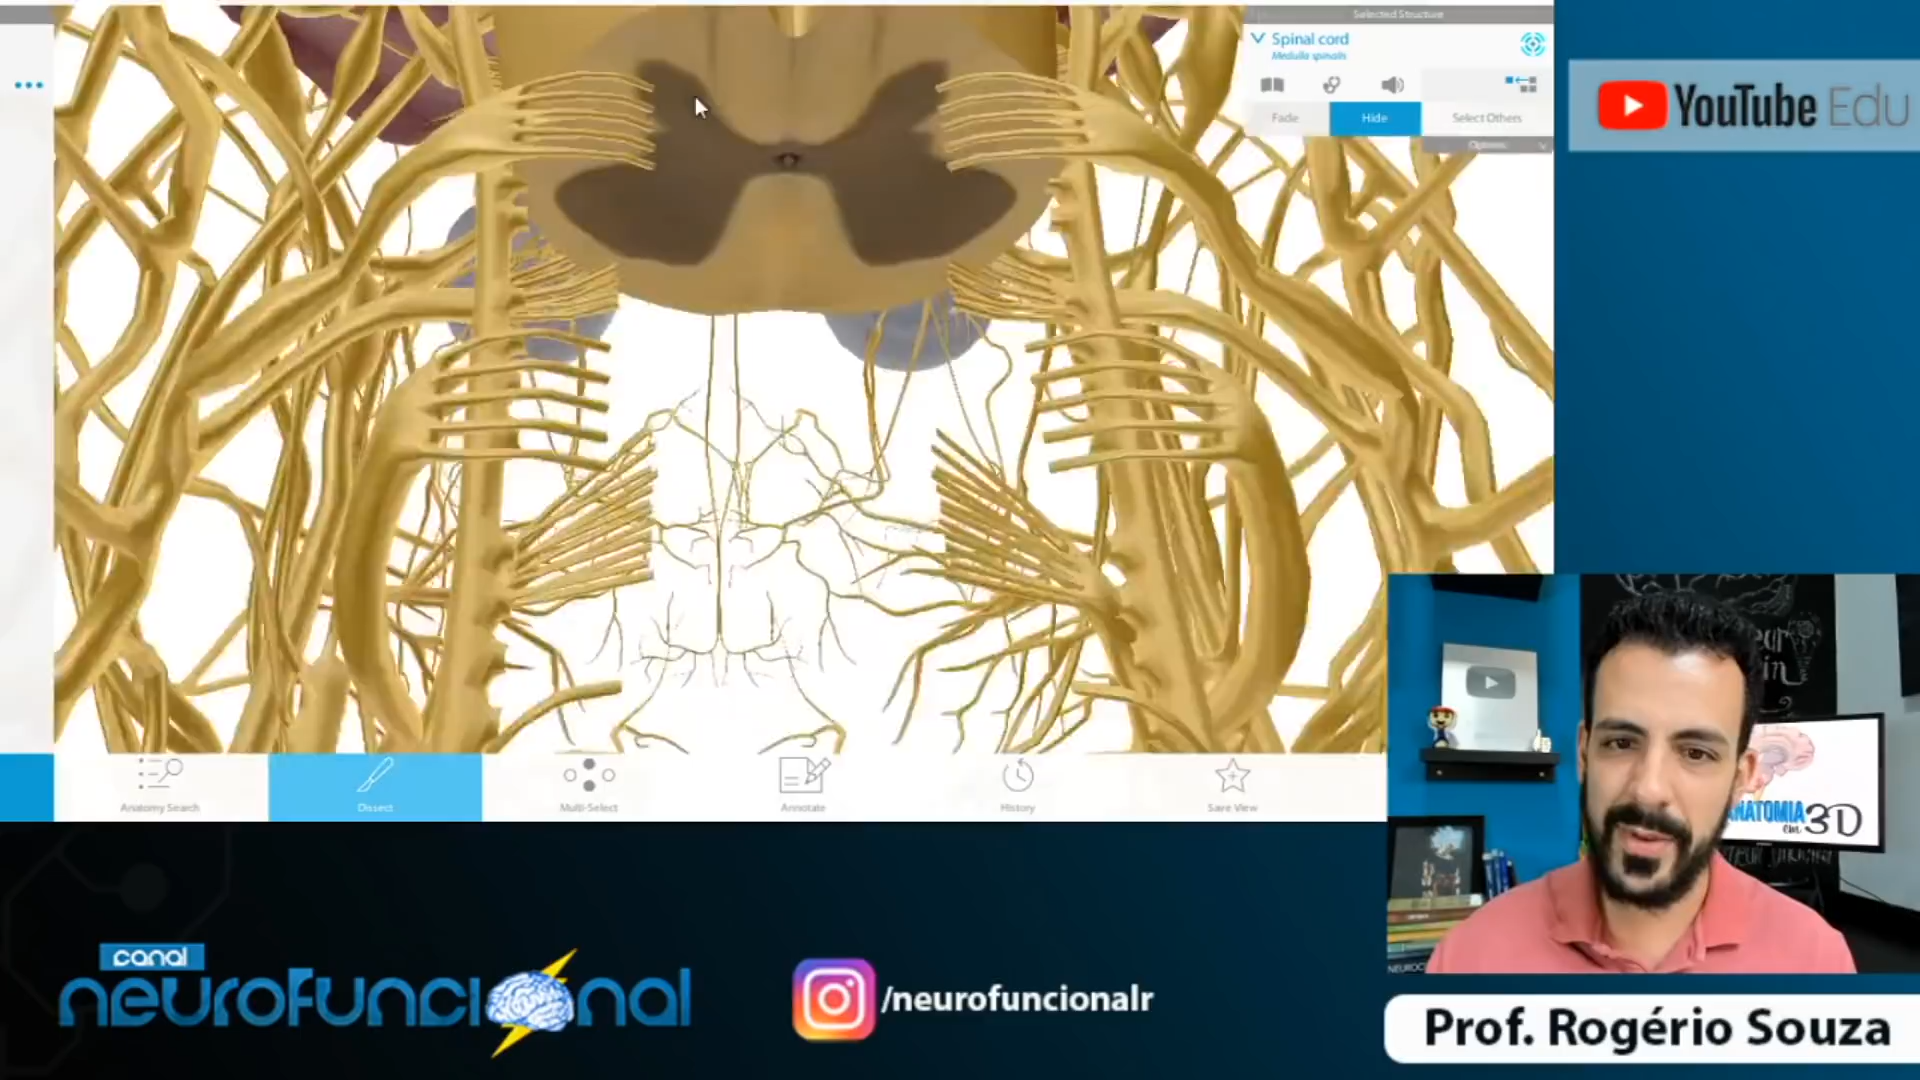 Selected Structure
Spinal cord
Medulla spinalis
Fade
Hide
Select Others
Options
YouTube Edu
Anatomy Search
Dissect
Multi-Select
Annotate
History
Save View
ANATOMIA
em 3D
canal
neurofuncional
/neurofuncionalr
Prof. Rogério Souza